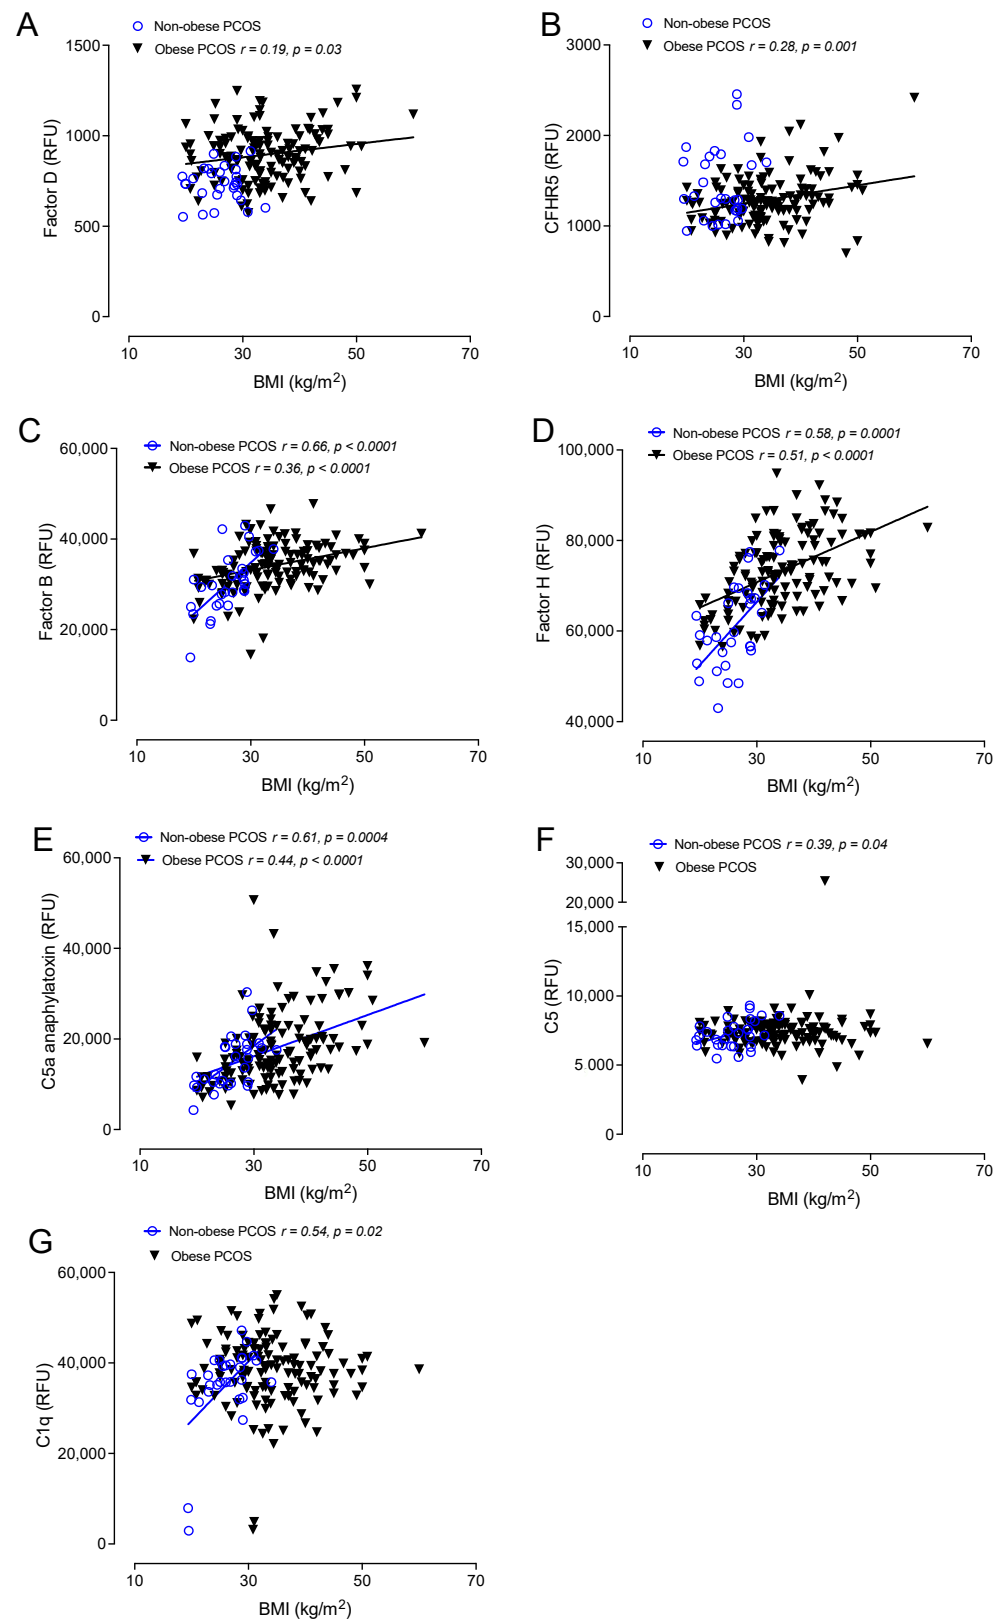 A
Non-obese PCOS
Obese PCOS r = 0.19, p = 0.03
1500
1000
500
0
Factor D (RFU)
10 30 50 70
BMI (kg/m²)
B
Non-obese PCOS
Obese PCOS r = 0.28, p = 0.001
3000
2000
1000
0
CFHR5 (RFU)
10 30 50 70
BMI (kg/m²)
C
Non-obese PCOS r = 0.66, p < 0.0001
Obese PCOS r = 0.36, p < 0.0001
60,000
40,000
20,000
0
Factor B (RFU)
10 30 50 70
BMI (kg/m²)
D
Non-obese PCOS r = 0.58, p = 0.0001
Obese PCOS r = 0.51, p < 0.0001
100,000
80,000
60,000
40,000
Factor H (RFU)
10 30 50 70
BMI (kg/m²)
E
Non-obese PCOS r = 0.61, p = 0.0004
Obese PCOS r = 0.44, p < 0.0001
60,000
40,000
20,000
0
C5a anaphylatoxin (RFU)
10 30 50 70
BMI (kg/m²)
F
Non-obese PCOS r = 0.39, p = 0.04
Obese PCOS
30,000
20,000
15,000
10,000
5.000
0
C5 (RFU)
10 30 50 70
BMI (kg/m²)
G
Non-obese PCOS r = 0.54, p = 0.02
Obese PCOS
60,000
40,000
20,000
0
C1q (RFU)
10 30 50 70
BMI (kg/m²)